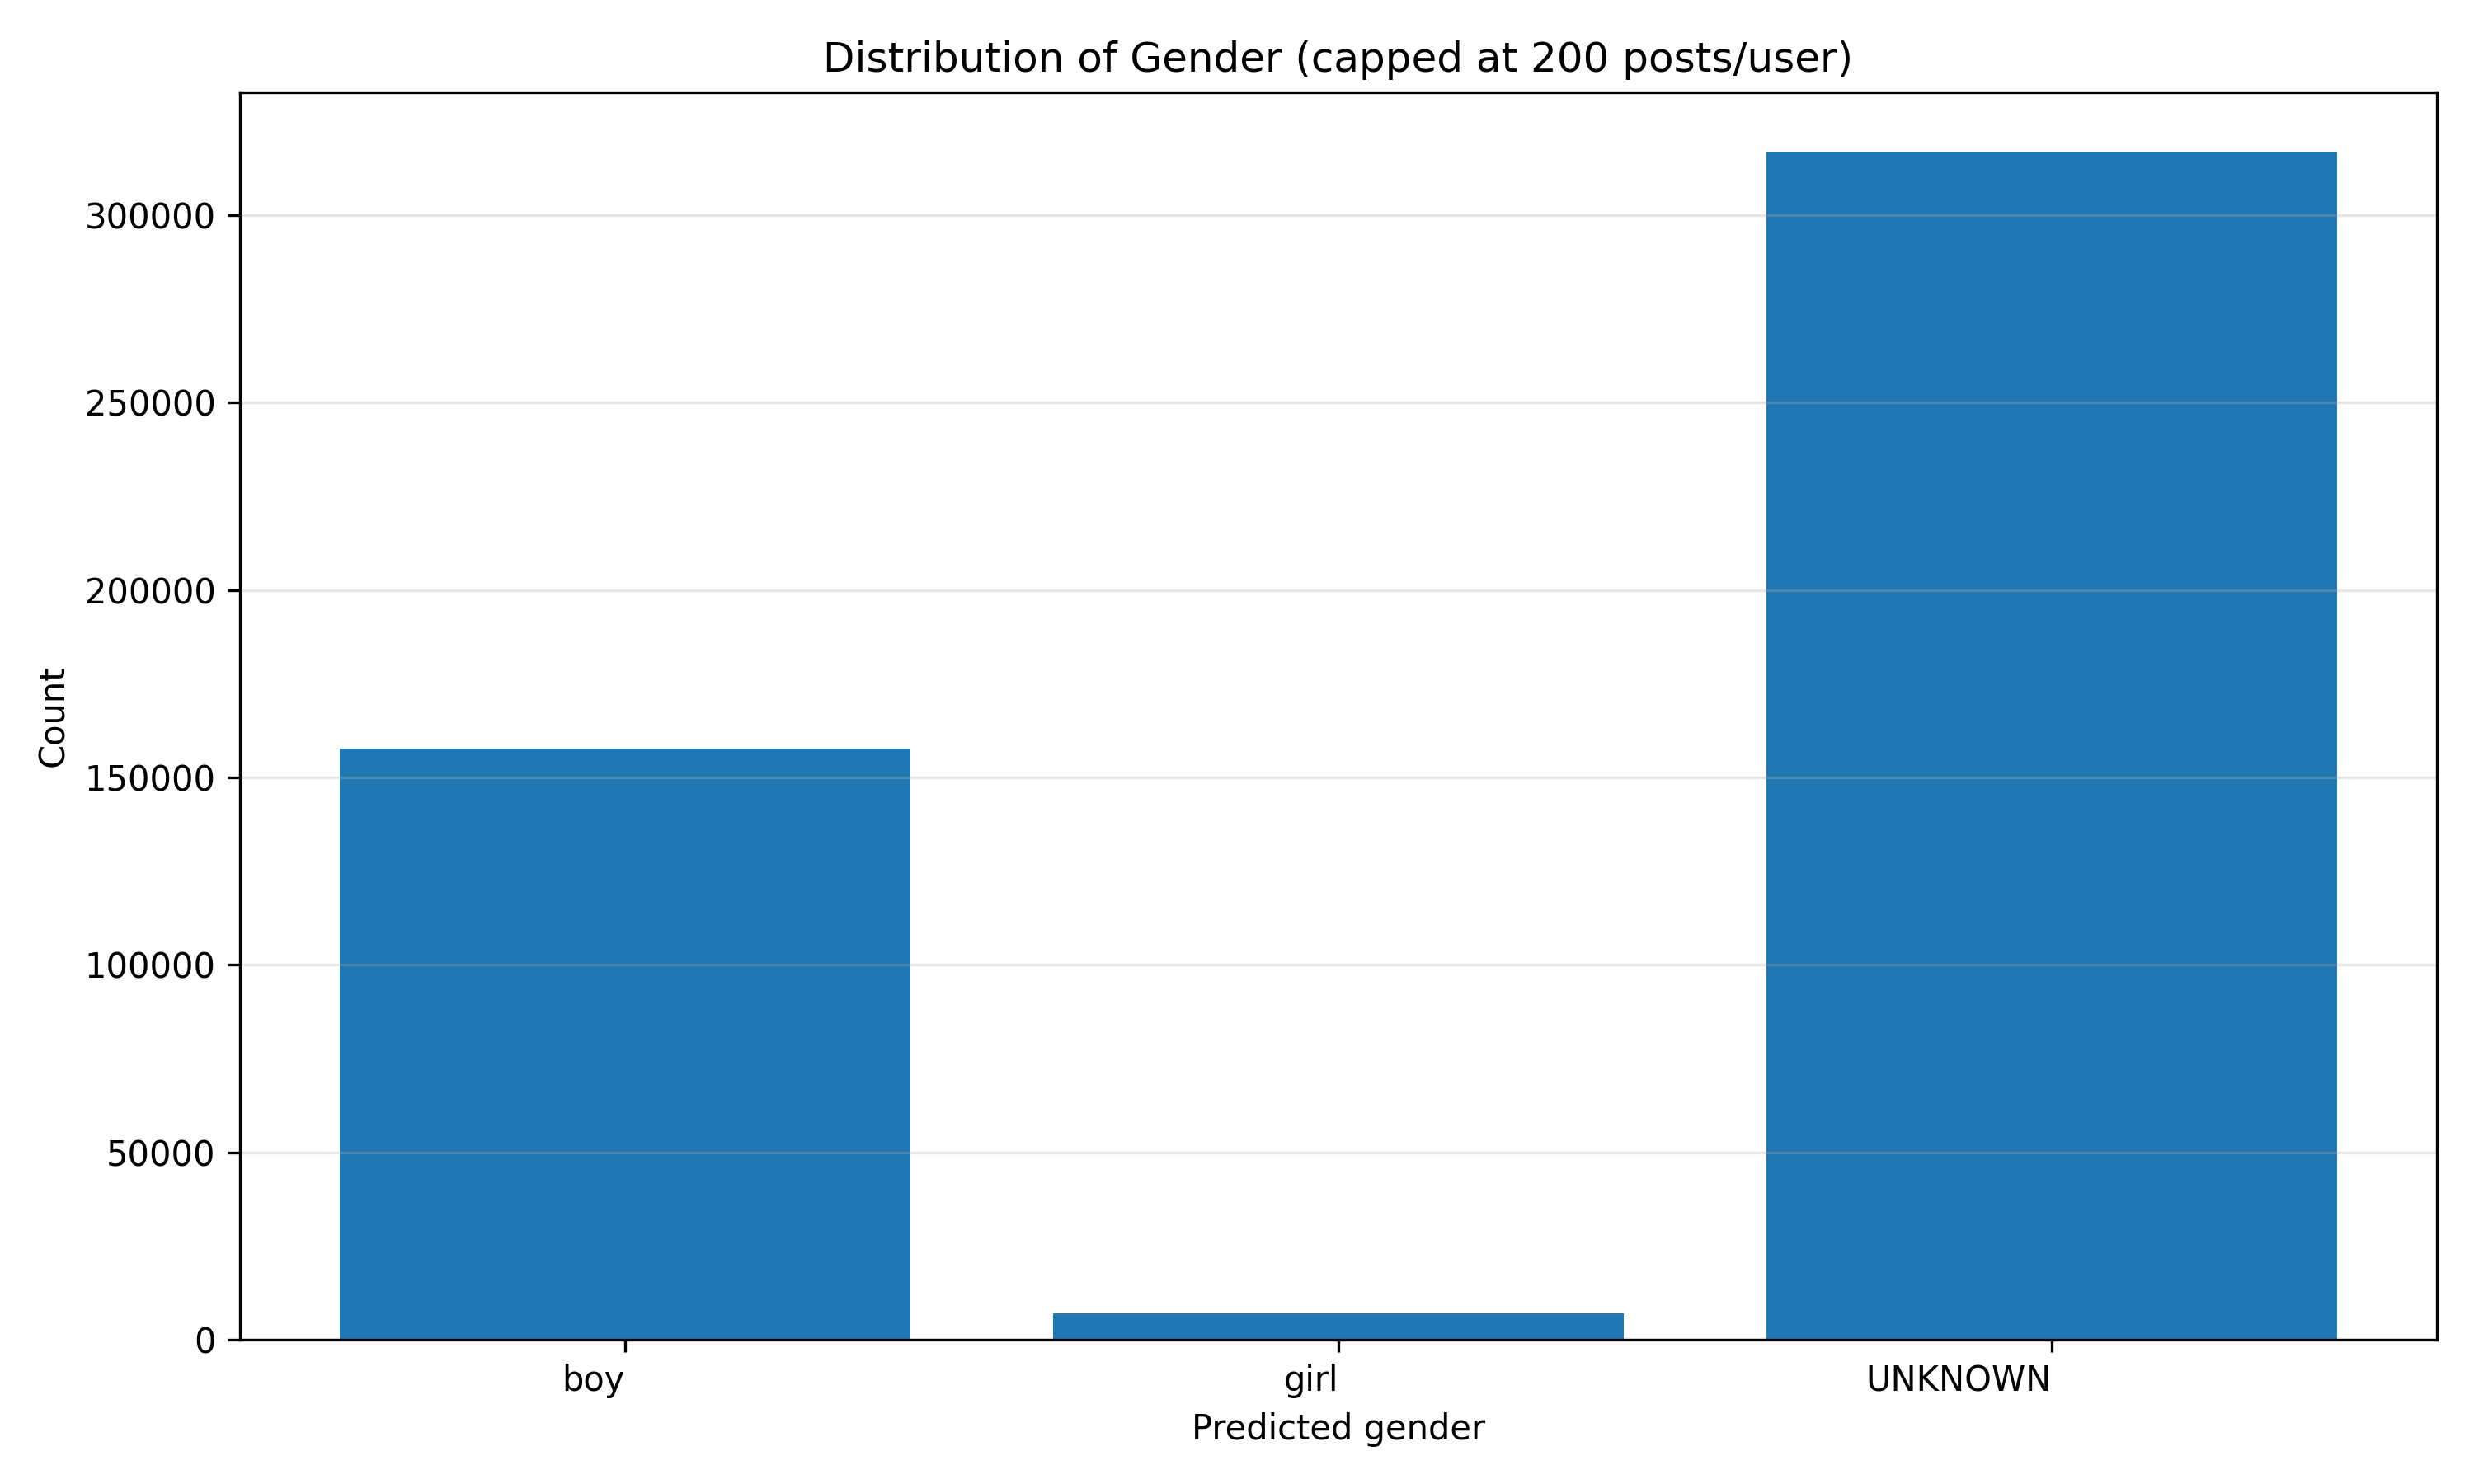 Distribution of Gender (capped at 200 posts/user)
300000
250000
200000
150000
100000
50000
0
Count
boy
girl
UNKNOWN
Predicted gender